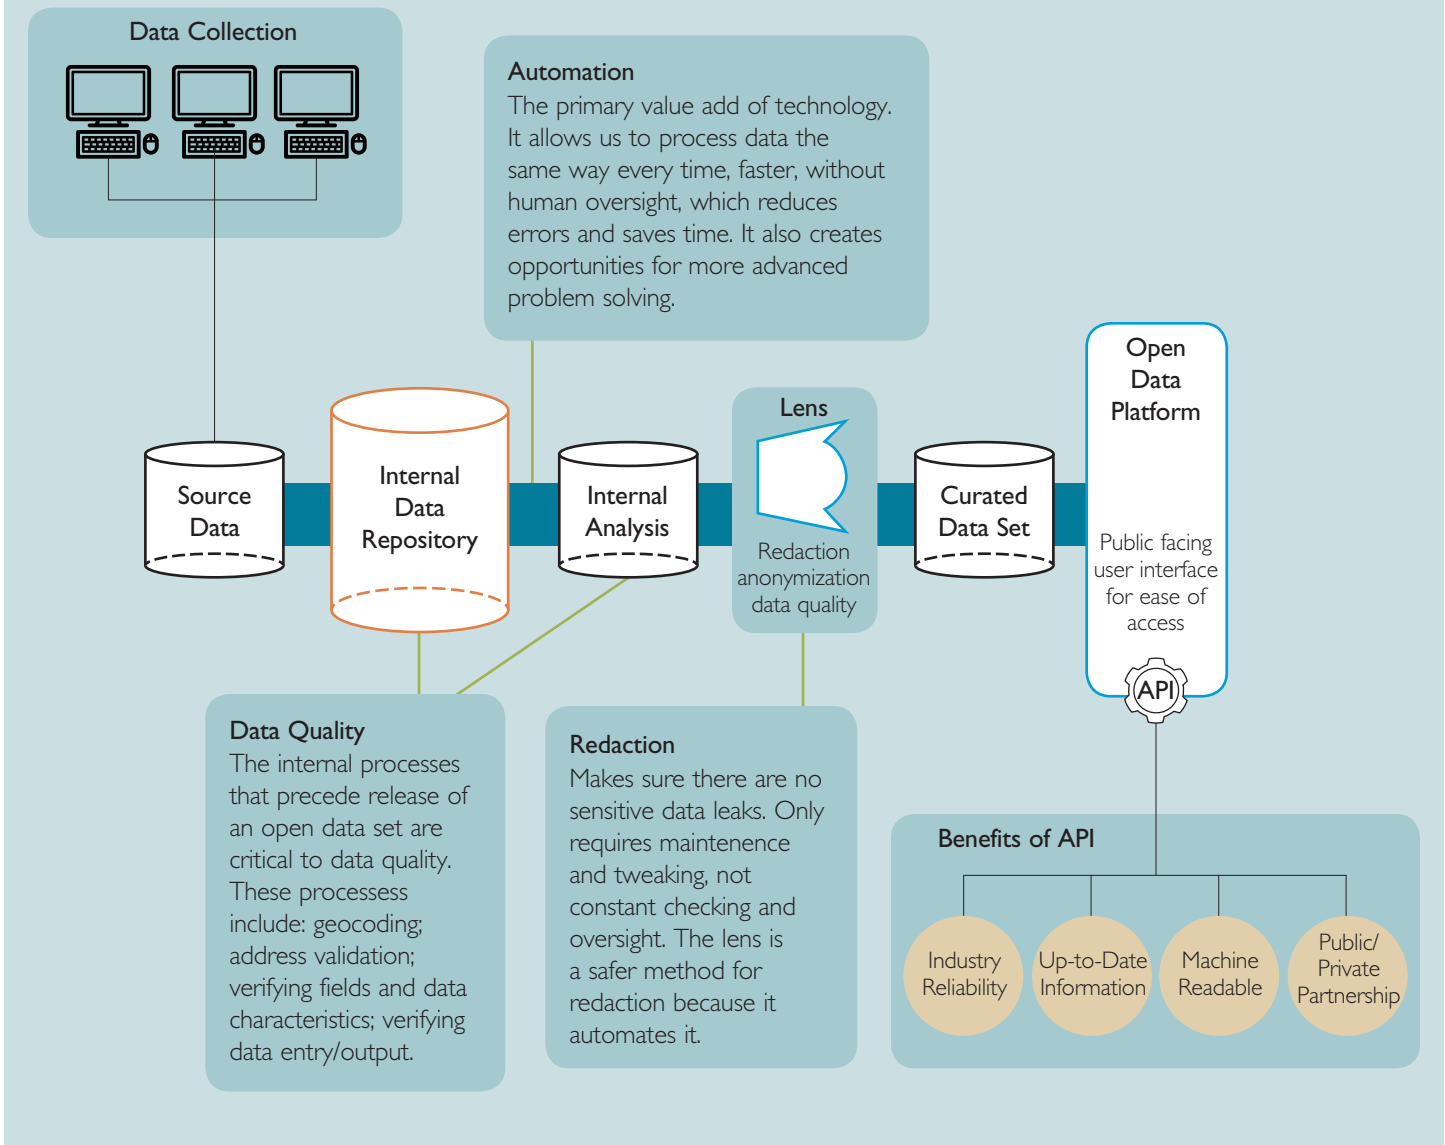 Data Collection
Automation
The primary value add of technology.
It allows us to process data the
same way every time, faster, without
human oversight, which reduces
errors and saves time. It also creates
opportunities for more advanced
problem solving.
Source
Data
Internal
Data
Repository
Internal
Analysis
Lens
Redaction
anonymization
data quality
Curated
Data Set
Open
Data
Platform
Public facing
user interface
for ease of
access
API
Data Quality
The internal processes
that precede release of
an open data set are
critical to data quality.
These processess
include: geocoding;
address validation;
verifying fields and data
characteristics; verifying
data entry/output.
Redaction
Makes sure there are no
sensitive data leaks. Only
requires maintenence
and tweaking, not
constant checking and
oversight. The lens is
a safer method for
redaction because it
automates it.
Benefits of API
Industry
Reliability
Up-to-Date
Information
Machine
Readable
Public/
Private
Partnership